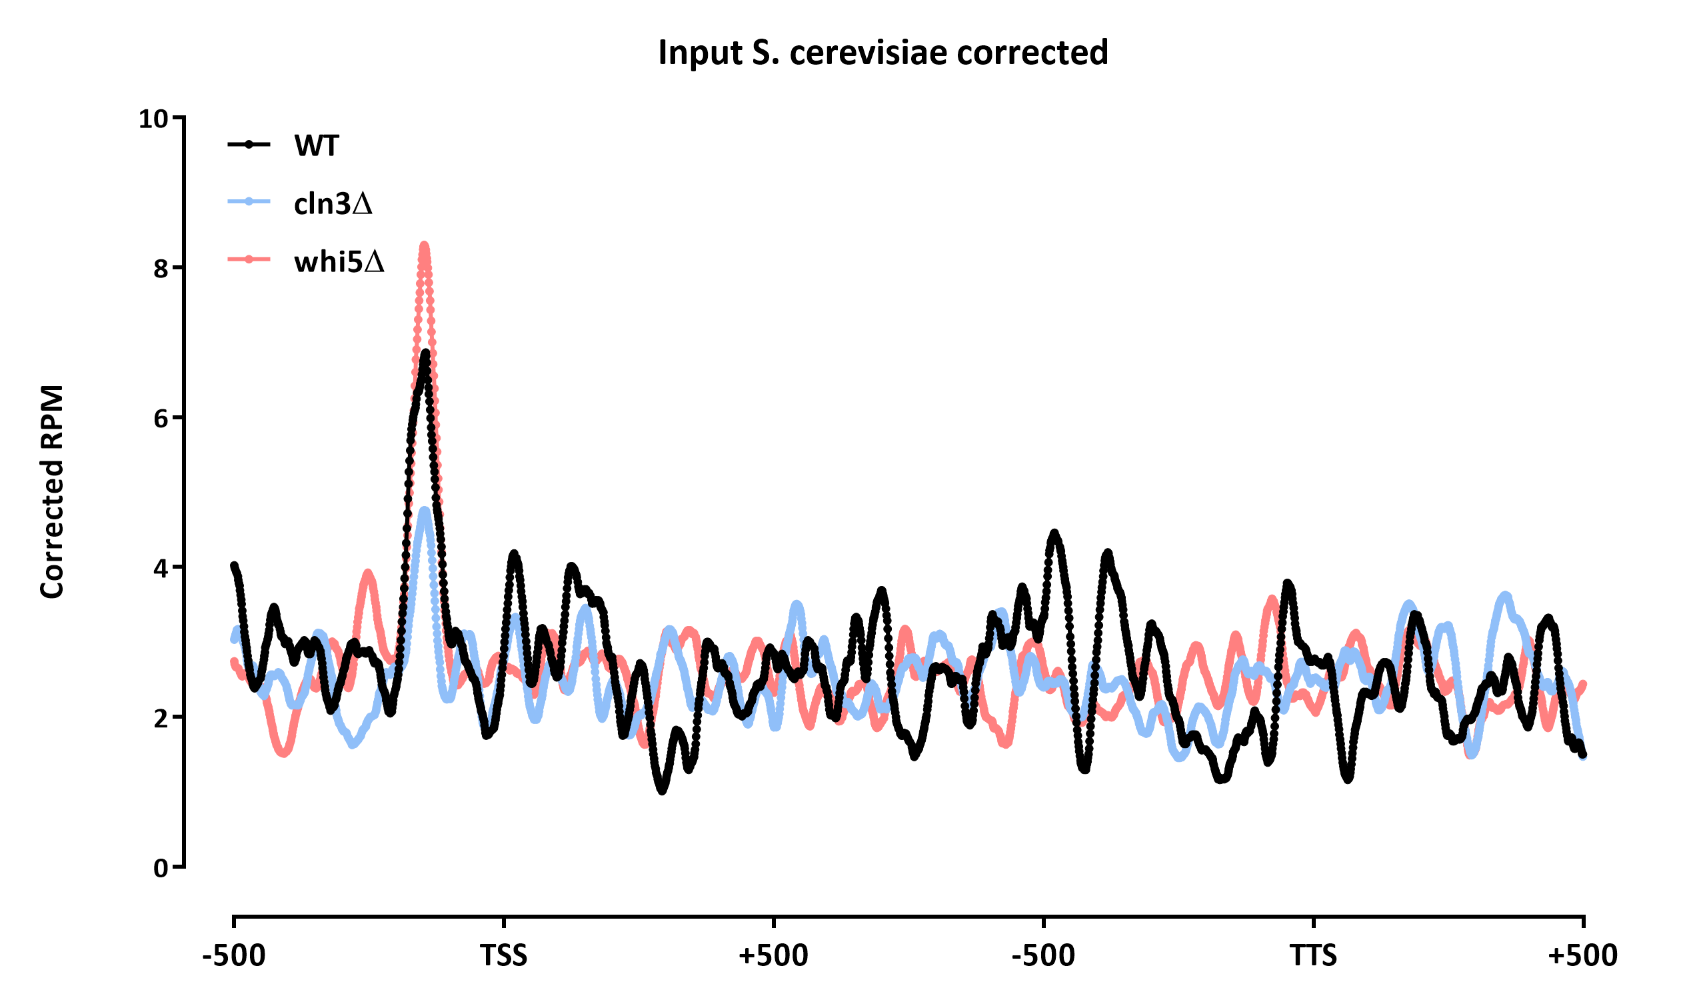 Input S. cerevisiae corrected
10
8
6
4
2
0
Corrected RPM
WT
cln3Δ
whi5Δ
-500 TSS +500 -500 TTS +500